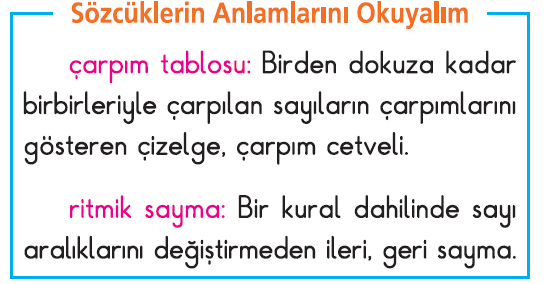 Sözcüklerin Anlamlarını Okuyalım
çarpım tablosu: Birden dokuza kadar
birbirleriyle çarpılan sayıların çarpımlarını
gösteren çizelge, çarpım cetveli.
ritmik sayma: Bir kural dahilinde sayı
aralıklarını değiştirmeden ileri, geri sayma.